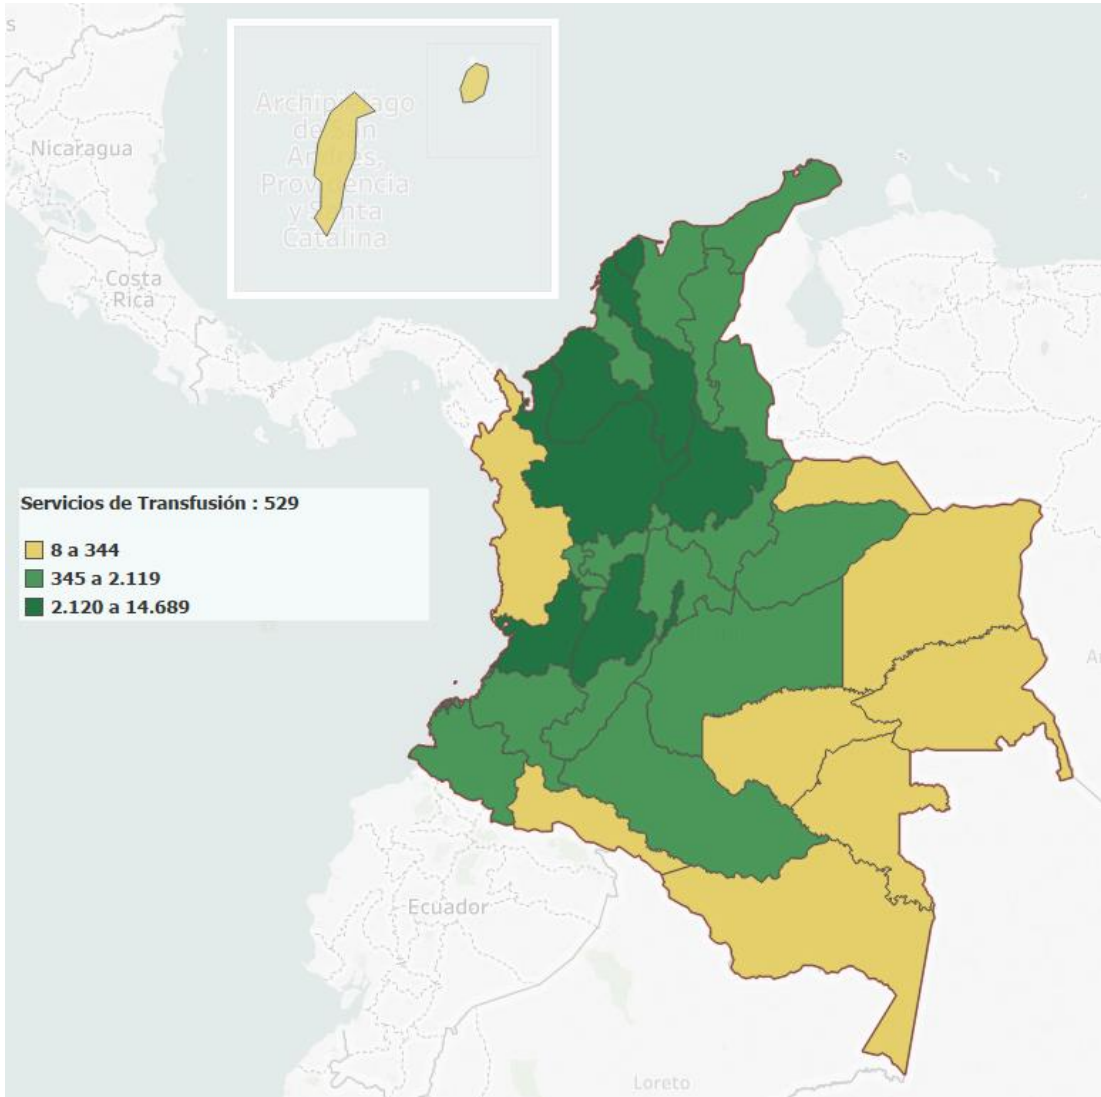 s
Nicaragua
Costa
Rica
Archipiélago
de San
Andrés,
Providencia
y Santa
Catalina
Servicios de Transfusión : 529
8 a 344
345 a 2.119
2.120 a 14.689
Ecuador
Loreto